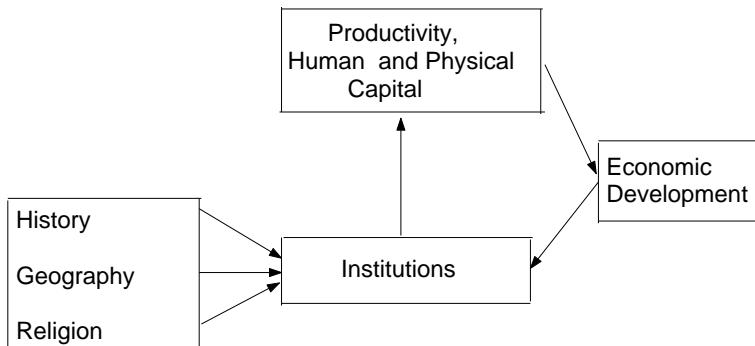 Productivity,
Human and Physical
Capital
Economic
Development
History
Geography
Religion
Institutions